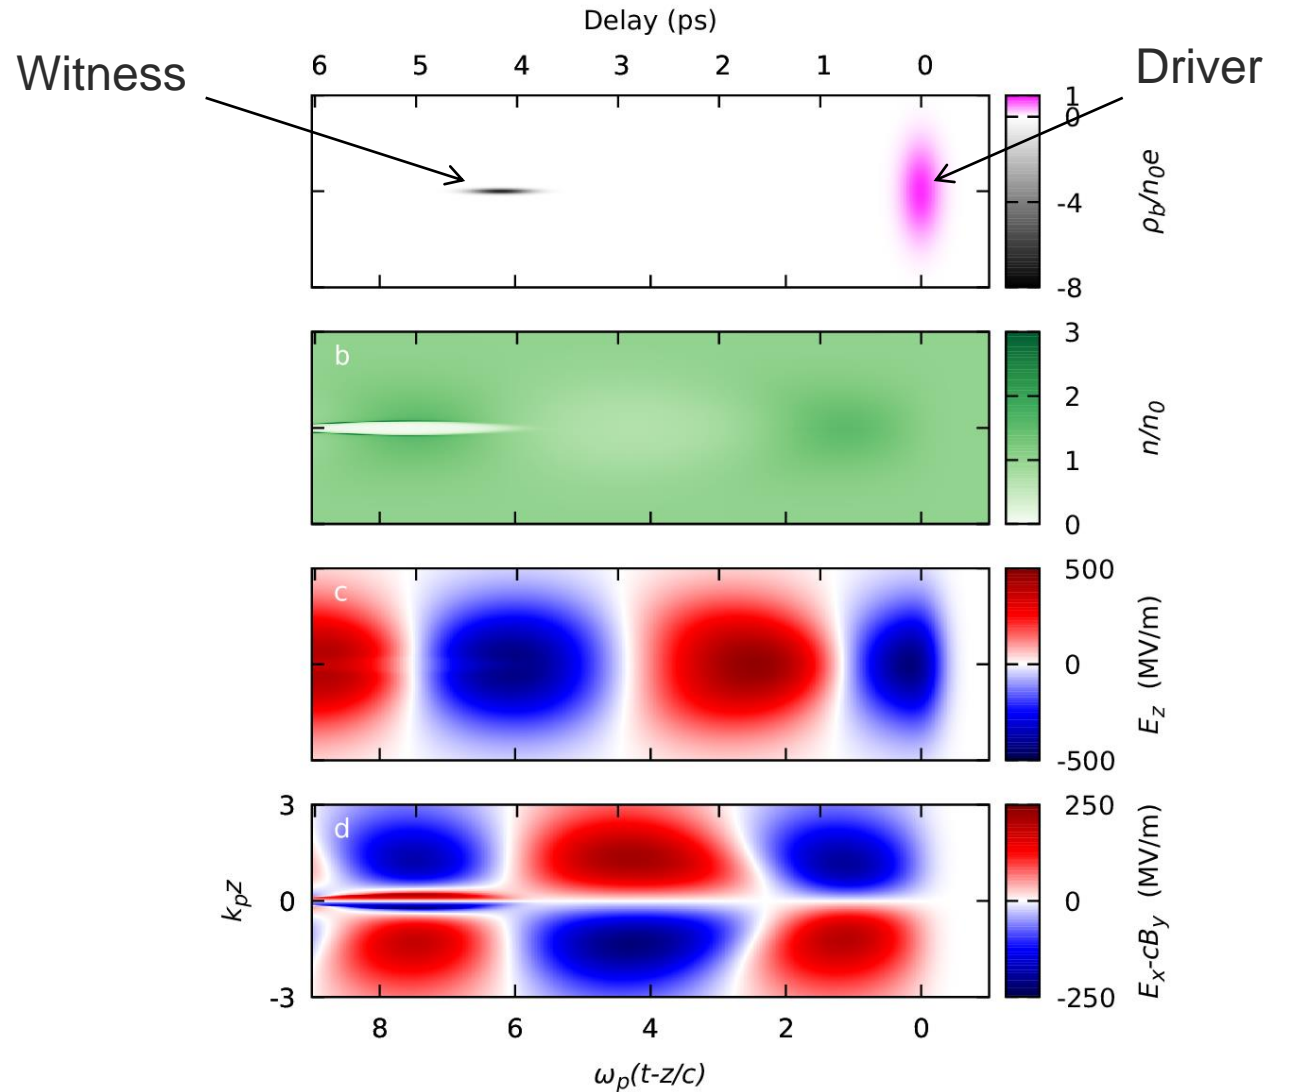 Delay (ps)
Witness
Driver
6 5 4 3 2 1 0
1
0
-4
-8
ρb/n0e
b
3
2
1
0
n/n0
c
500
0
-500
Ez (MV/m)
d
3
0
-3
kpz
250
0
-250
Ex-cBy (MV/m)
8 6 4 2 0
ωp(t-z/c)